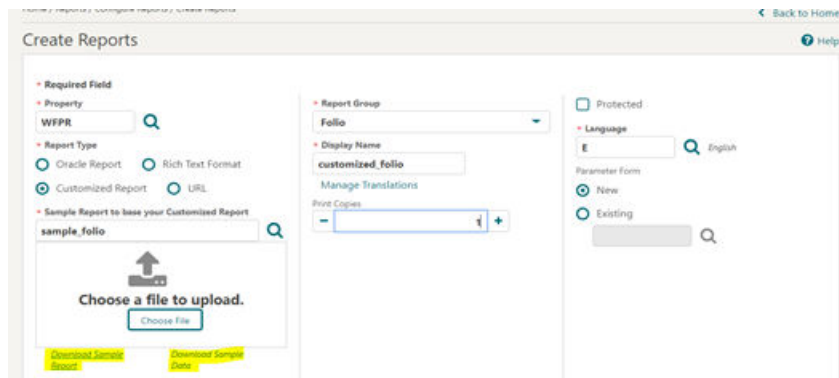 Home / Reports / Configure Reports / Create Reports
Back to Home
Create Reports
Help
* Required Field
* Property
WFPR
* Report Type
Oracle Report
Rich Text Format
Customized Report
URL
* Sample Report to base your Customized Report
sample_folio
Choose a file to upload.
Choose File
Download Sample
Report
Download Sample
Data
* Report Group
Folio
* Display Name
customized_folio
Manage Translations
Print Copies
1
Protected
* Language
E
English
Parameter Form
New
Existing